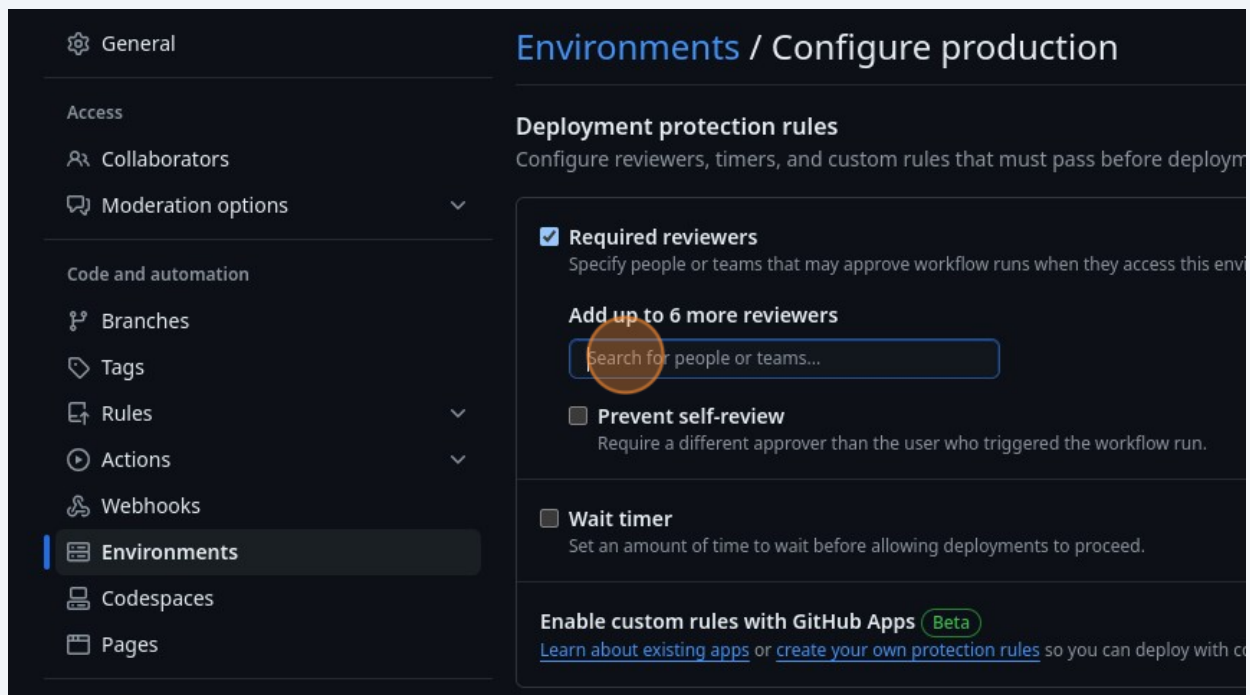 General
Access
Collaborators
Moderation options
Code and automation
Branches
Tags
Rules
Actions
Webhooks
Environments
Codespaces
Pages
Environments / Configure production
Deployment protection rules
Configure reviewers, timers, and custom rules that must pass before deploym
Required reviewers
Specify people or teams that may approve workflow runs when they access this envi
Add up to 6 more reviewers
Search for people or teams...
Prevent self-review
Require a different approver than the user who triggered the workflow run.
Wait timer
Set an amount of time to wait before allowing deployments to proceed.
Enable custom rules with GitHub Apps Beta
Learn about existing apps or create your own protection rules so you can deploy with co